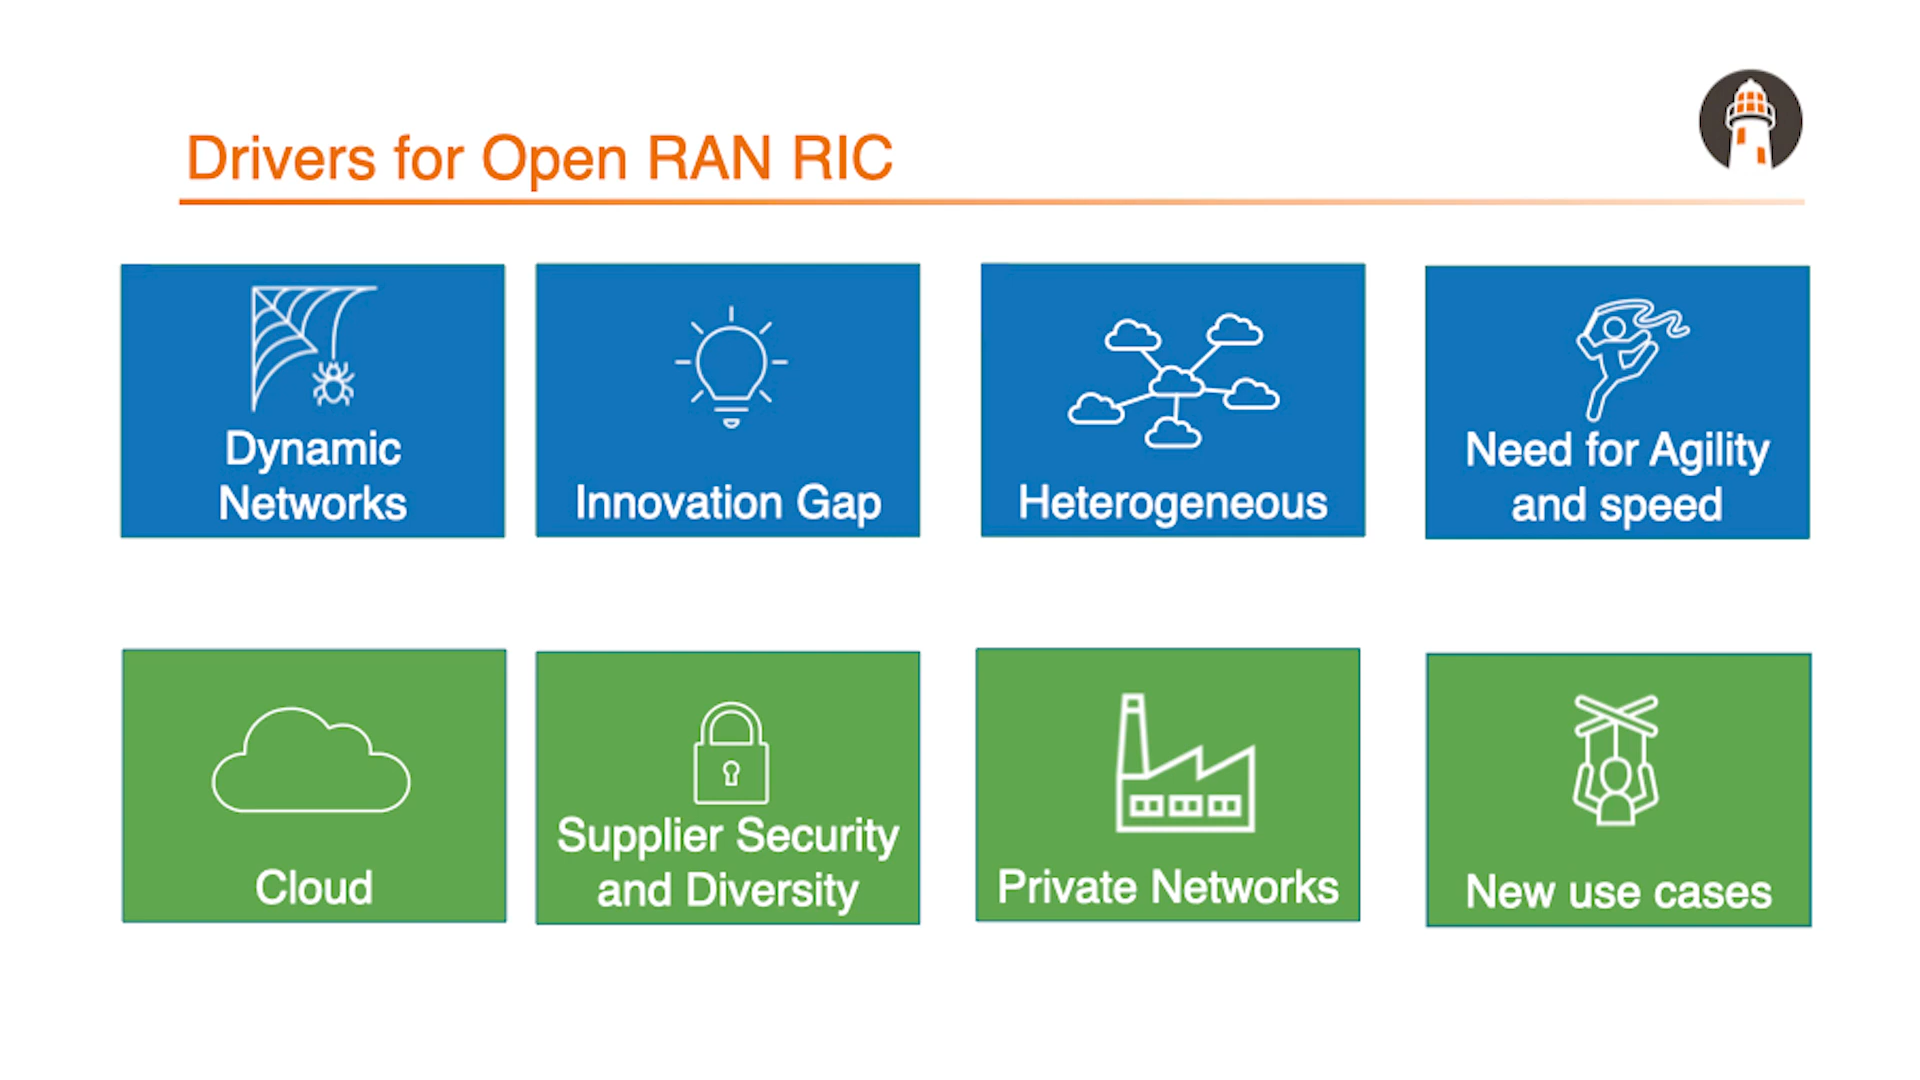 Drivers for Open RAN RIC
Dynamic
Networks
Innovation Gap
Heterogeneous
Need for Agility
and speed
Cloud
Supplier Security
and Diversity
Private Networks
New use cases